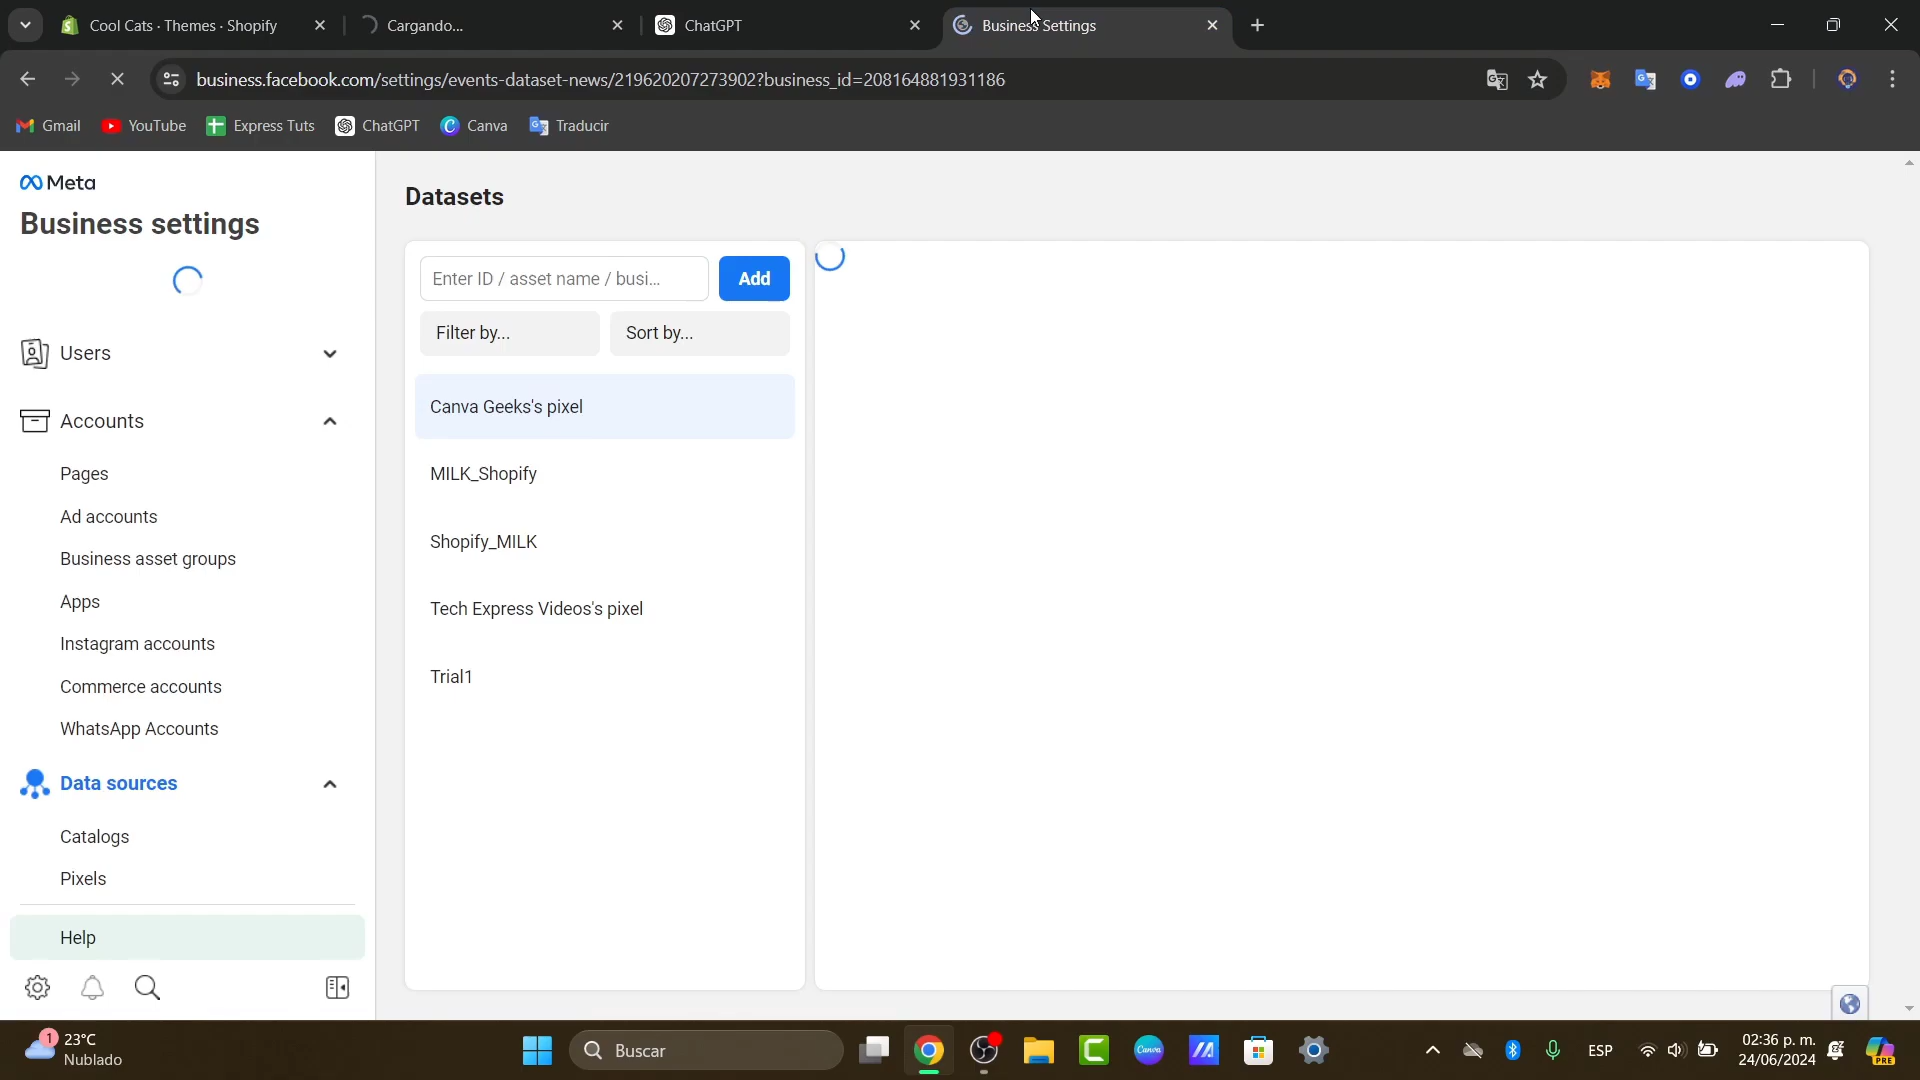 Cool Cats · Themes · Shopify
Cargando...
ChatGPT
Business Settings
business.facebook.com/settings/events-dataset-news/219620207273902?business_id=208164881931186
Gmail
YouTube
Express Tuts
ChatGPT
Canva
Traducir
Meta
Business settings
Users
Accounts
Pages
Ad accounts
Business asset groups
Apps
Instagram accounts
Commerce accounts
WhatsApp Accounts
Data sources
Catalogs
Pixels
Help
Datasets
Enter ID / asset name / busi...
Add
Filter by...
Sort by...
Canva Geeks's pixel
MILK_Shopify
Shopify_MILK
Tech Express Videos's pixel
Trial1
1
23°C
Nublado
Buscar
Canva
ESP
02:36 p. m.
24/06/2024
PRE